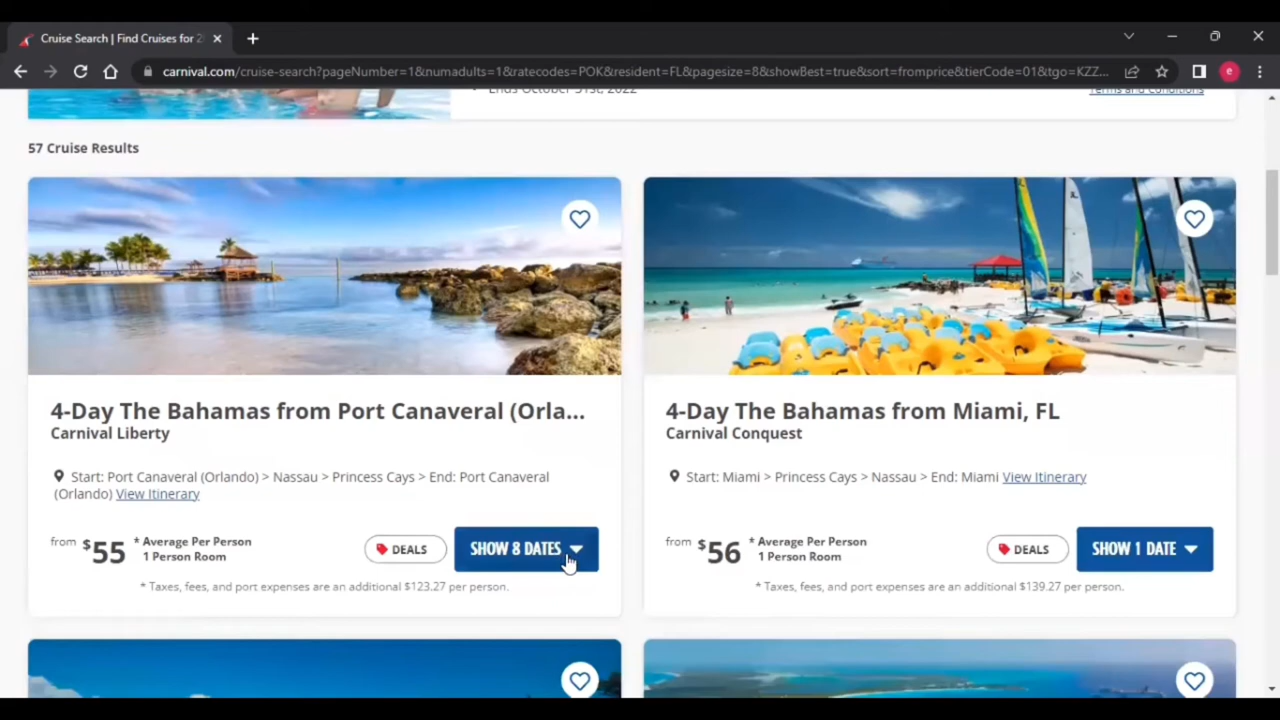 Cruise Search | Find Cruises for 2
carnival.com/cruise-search?pageNumber=1&numadults=1&ratecodes=POK&resident=FL&pagesize=8&showBest=true&sort=fromprice&tierCode=01&tgo=KZZ...
e
Ends October 31st, 2022
Terms and Conditions
57 Cruise Results
4-Day The Bahamas from Port Canaveral (Orla...
Carnival Liberty
Start: Port Canaveral (Orlando) > Nassau > Princess Cays > End: Port Canaveral
(Orlando) View Itinerary
from $55 * Average Per Person
1 Person Room
DEALS
SHOW 8 DATES
* Taxes, fees, and port expenses are an additional $123.27 per person.
4-Day The Bahamas from Miami, FL
Carnival Conquest
Start: Miami > Princess Cays > Nassau > End: Miami View Itinerary
from $56 * Average Per Person
1 Person Room
DEALS
SHOW 1 DATE
* Taxes, fees, and port expenses are an additional $139.27 per person.